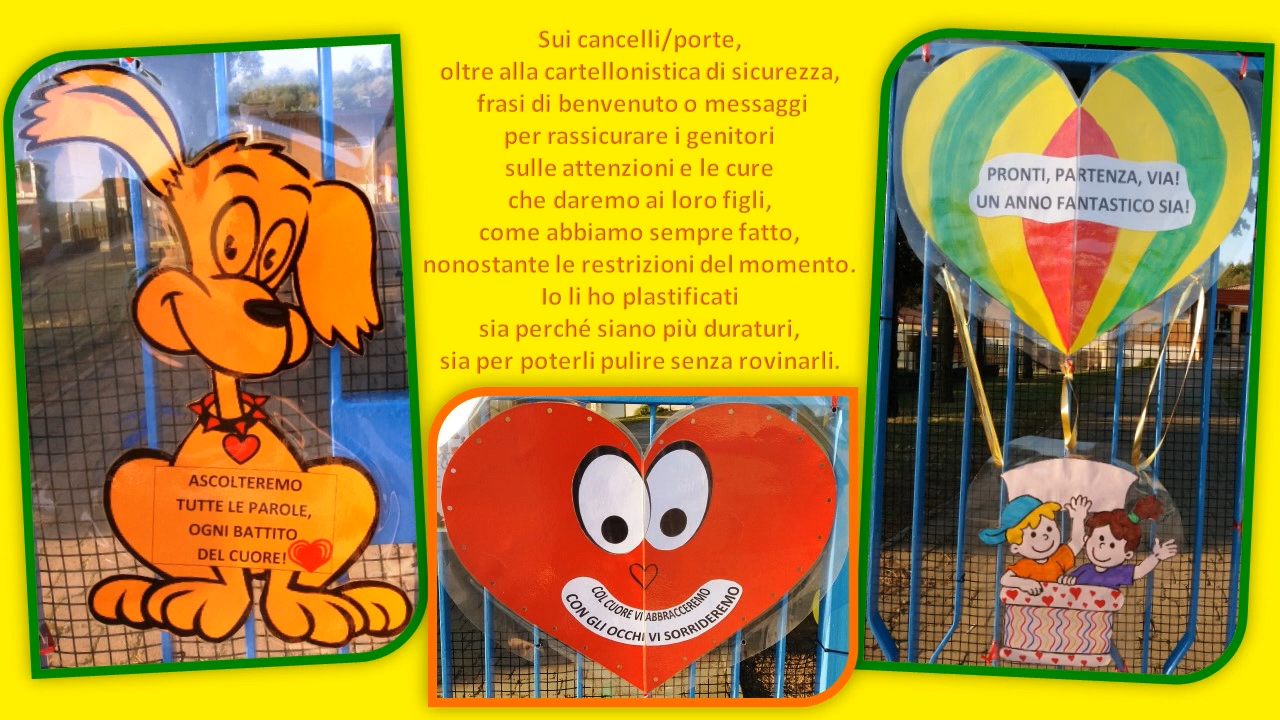 Sui cancelli/porte,
oltre alla cartellonistica di sicurezza,
frasi di benvenuto o messaggi
per rassicurare i genitori
sulle attenzioni e le cure
che daremo ai loro figli,
come abbiamo sempre fatto,
nonostante le restrizioni del momento.
Io li ho plastificati
sia perché siano più duraturi,
sia per poterli pulire senza rovinarli.
ASCOLTEREMO
TUTTE LE PAROLE,
OGNI BATTITO
DEL CUORE!
COL CUORE VI ABBRACCEREMO
CON GLI OCCHI VI SORRIDEREMO
PRONTI, PARTENZA, VIA!
UN ANNO FANTASTICO SIA!